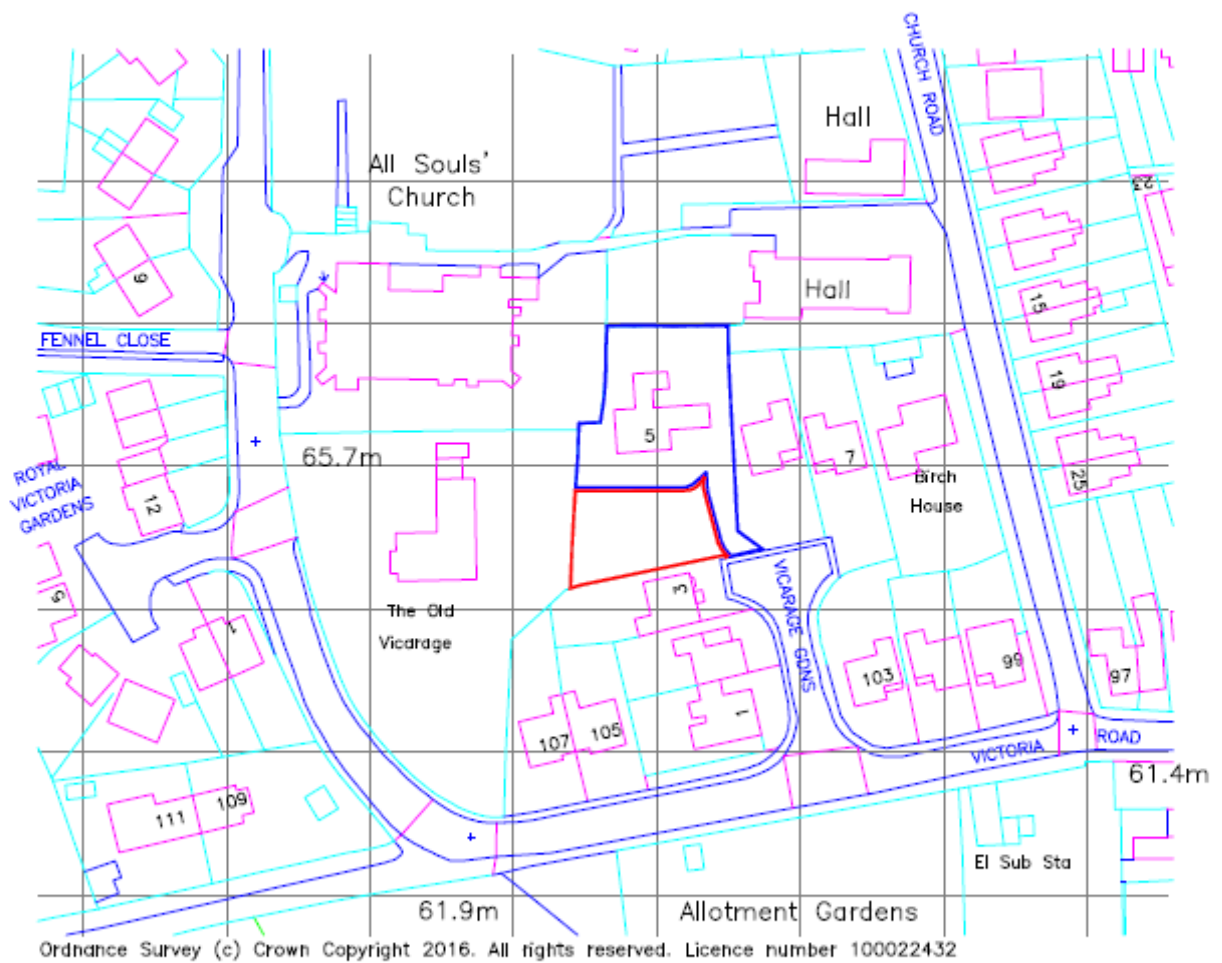 CHURCH ROAD
Hall
All Souls'
Church
23
9
Hall
15
FENNEL CLOSE
19
5
65.7m
7
25
ROYAL
VICTORIA
GARDENS
12
Birch
House
5
3
The Old
Vicarage
VICARAGE GDNS
1
103
99
97
107
105
1
VICTORIA
ROAD
61.4m
111
109
El Sub Sta
61.9m
Allotment Gardens
Ordnance Survey (c) Crown Copyright 2016. All rights reserved. Licence number 100022432